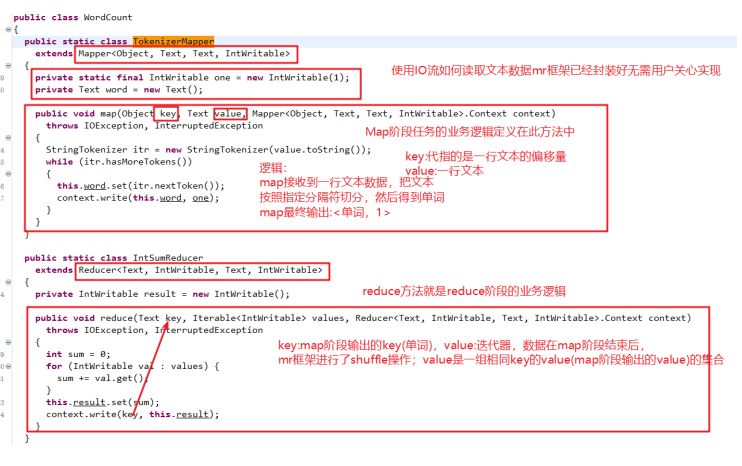 public class WordCount
{
public static class TokenizerMapper
extends Mapper<Object, Text, Text, IntWritable>
{
使用IO流如何读取文本数据mr框架已经封装好无需用户关心实现
private static final IntWritable one = new IntWritable(1);
private Text word = new Text();
public void map(Object key, Text value, Mapper<Object, Text, Text, IntWritable>.Context context)
throws IOException, InterruptedException
Map阶段任务的业务逻辑定义在此方法中
{
StringTokenizer itr = new StringTokenizer(value.toString());
key:代指的是一行文本的偏移量
while (itr.hasMoreTokens())
逻辑：
value:一行文本
{
map接收到一行文本数据，把文本
this.word.set(itr.nextToken());
按照指定分隔符切分，然后得到单词
context.write(this.word, one);
map最终输出:<单词，1>
}
}
}
public static class IntSumReducer
extends Reducer<Text, IntWritable, Text, IntWritable>
{
private IntWritable result = new IntWritable();
reduce方法就是reduce阶段的业务逻辑
public void reduce(Text key, Iterable<IntWritable> values, Reducer<Text, IntWritable, Text, IntWritable>.Context context)
throws IOException, InterruptedException
{
key:map阶段输出的key(单词)，value:迭代器，数据在map阶段结束后，
int sum = 0;
mr框架进行了shuffle操作；value是一组相同key的value(map阶段输出的value)的集合
for (IntWritable val : values) {
sum += val.get();
}
this.result.set(sum);
context.write(key, this.result);
}
}